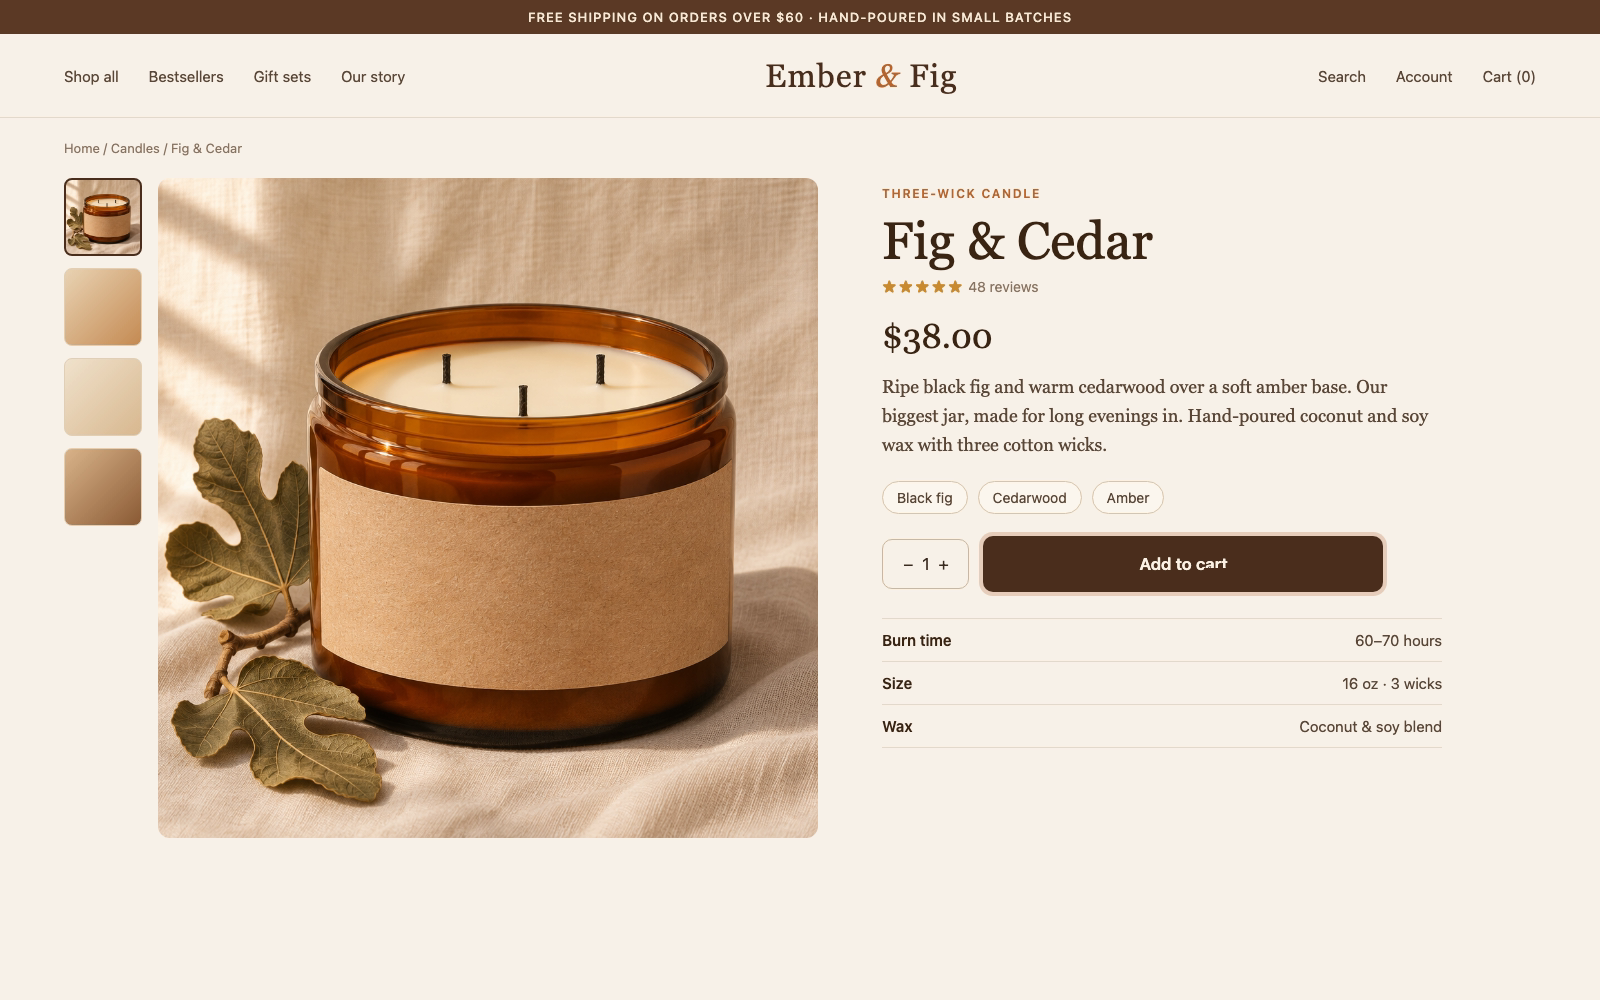 FREE SHIPPING ON ORDERS OVER $60 · HAND-POURED IN SMALL BATCHES
Shop all
Bestsellers
Gift sets
Our story
Ember & Fig
Search
Account
Cart (0)
Home / Candles / Fig & Cedar
THREE-WICK CANDLE
Fig & Cedar
48 reviews
$38.00
Ripe black fig and warm cedarwood over a soft amber base. Our
biggest jar, made for long evenings in. Hand-poured coconut and soy
wax with three cotton wicks.
Black fig
Cedarwood
Amber
− 1 +
Add to cart
Burn time
60–70 hours
Size
16 oz · 3 wicks
Wax
Coconut & soy blend